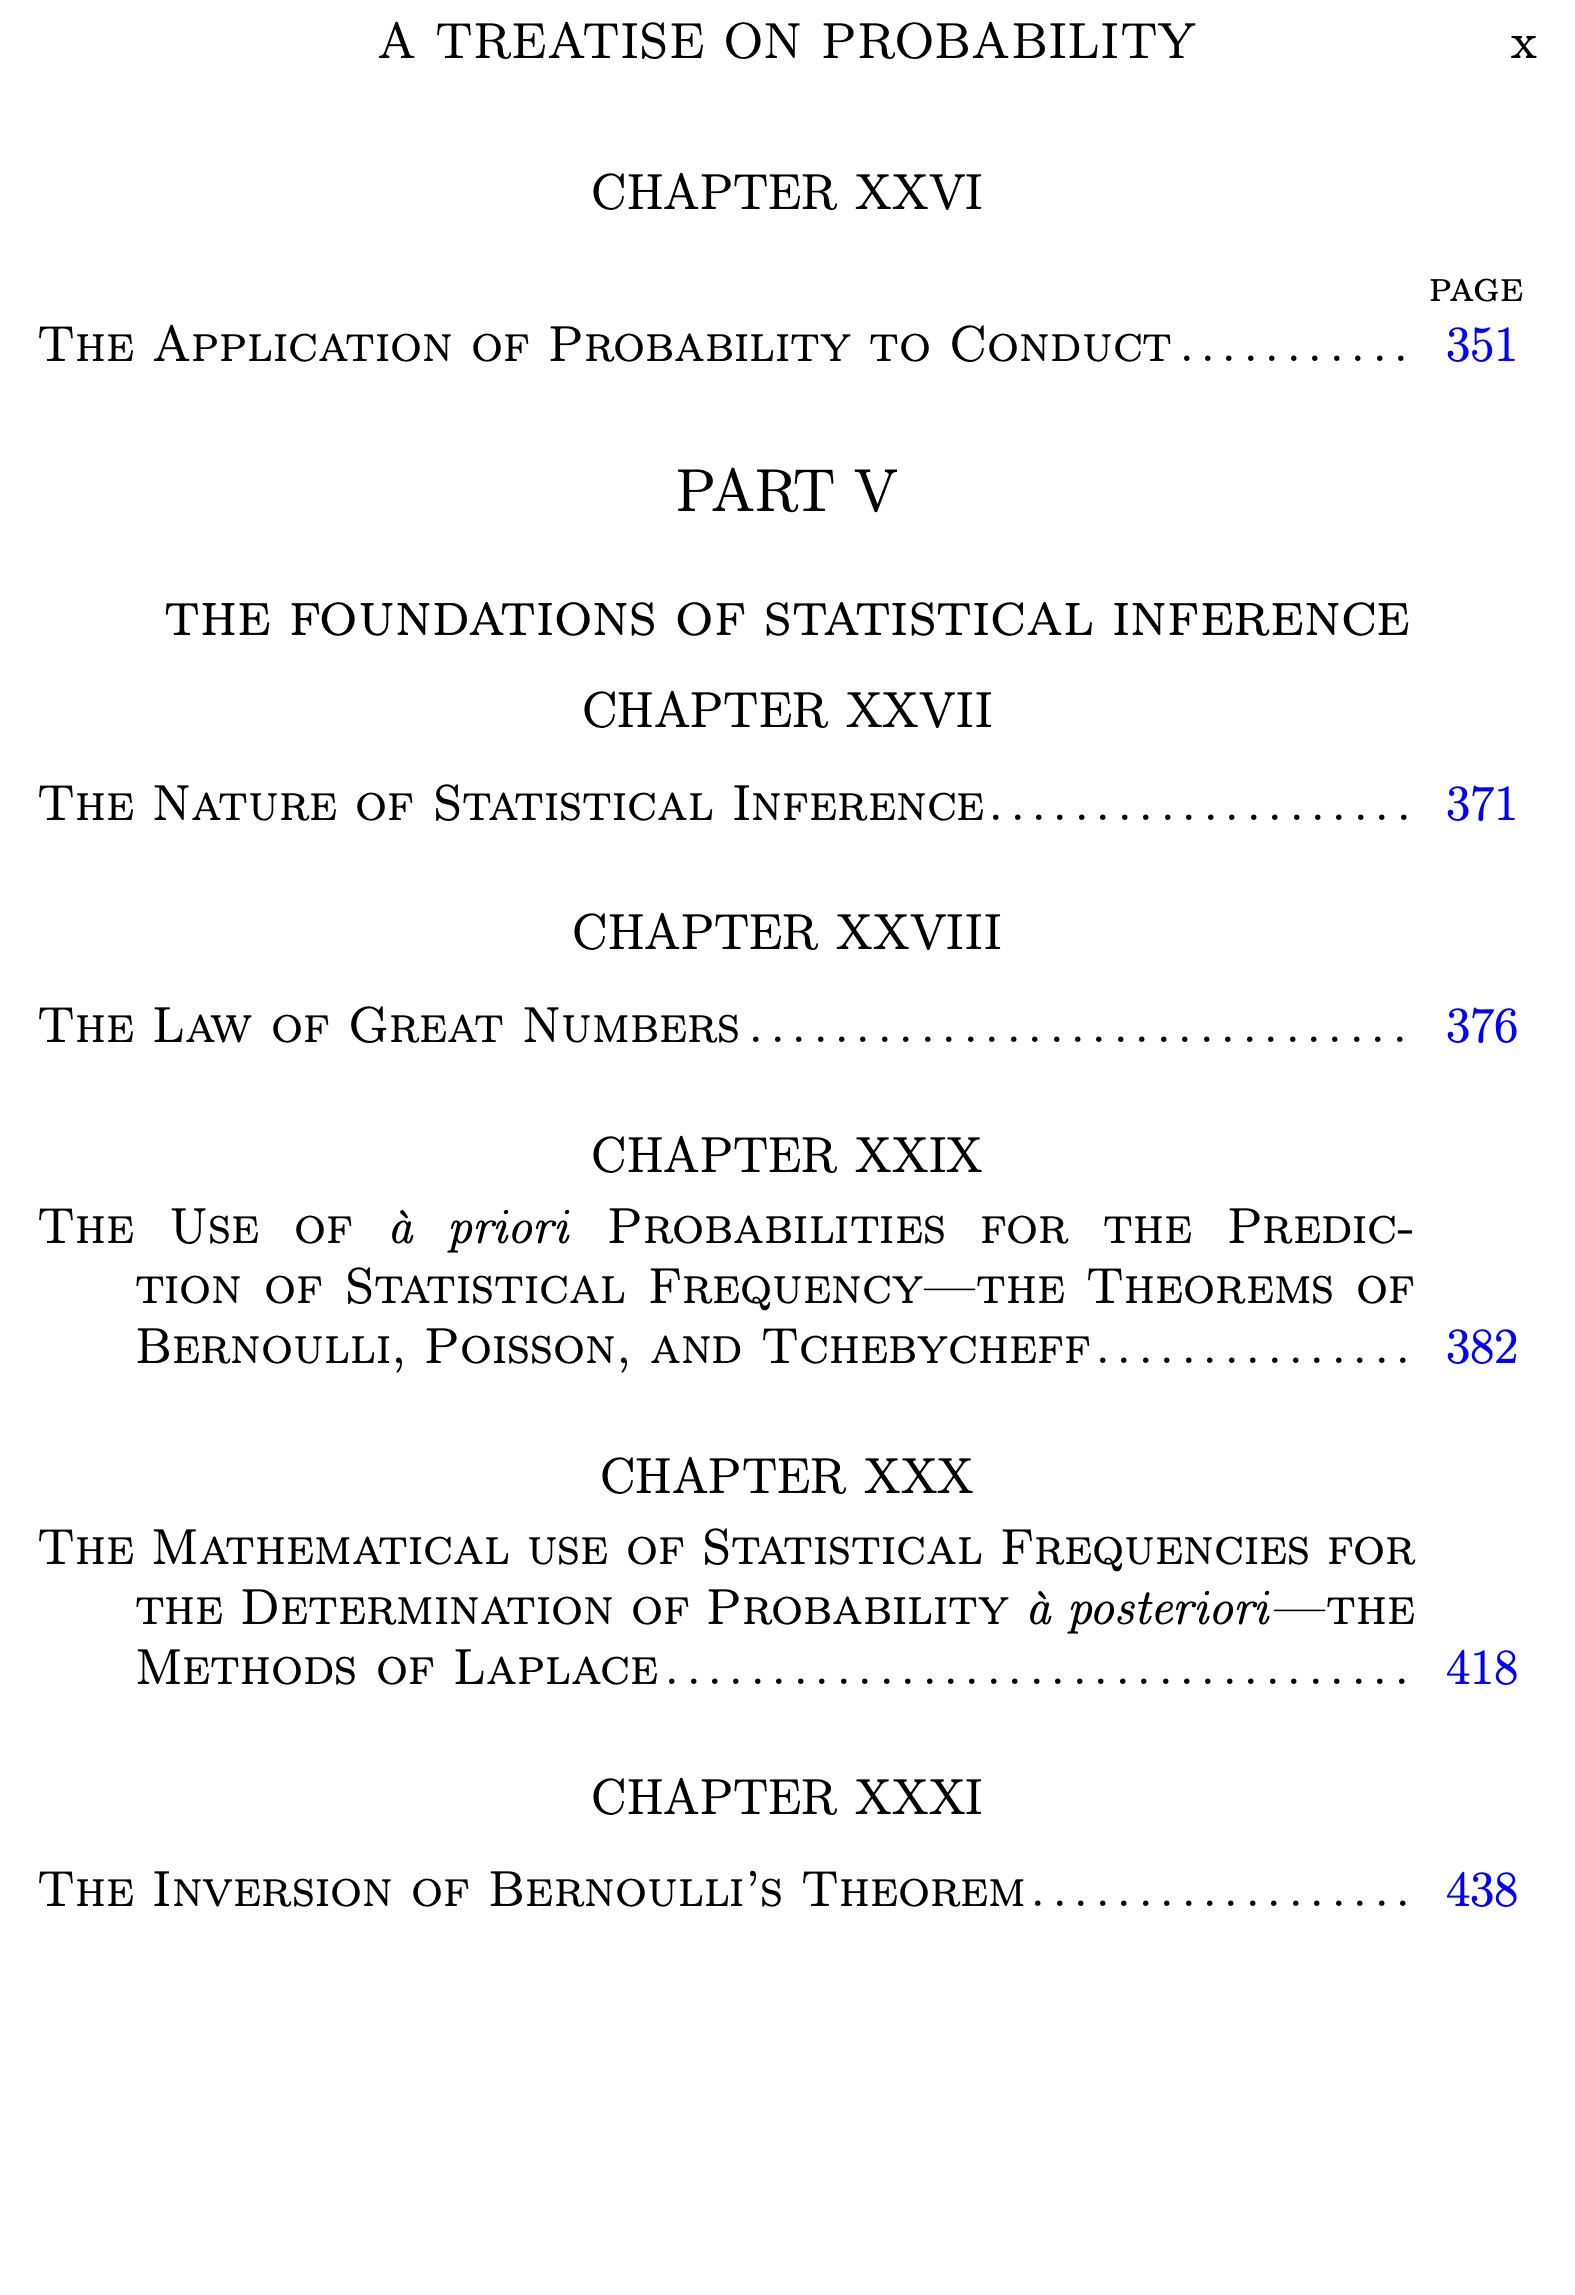 A TREATISE ON PROBABILITY x
CHAPTER XXVI
PAGE
The Application of Probability to Conduct........... 351
PART V
THE FOUNDATIONS OF STATISTICAL INFERENCE
CHAPTER XXVII
The Nature of Statistical Inference.................... 371
CHAPTER XXVIII
The Law of Great Numbers............................... 376
CHAPTER XXIX
The Use of à priori Probabilities for the Predic-
tion of Statistical Frequency—the Theorems of
Bernoulli, Poisson, and Tchebycheff............... 382
CHAPTER XXX
The Mathematical use of Statistical Frequencies for
the Determination of Probability à posteriori—the
Methods of Laplace................................... 418
CHAPTER XXXI
The Inversion of Bernoulli’s Theorem.................. 438